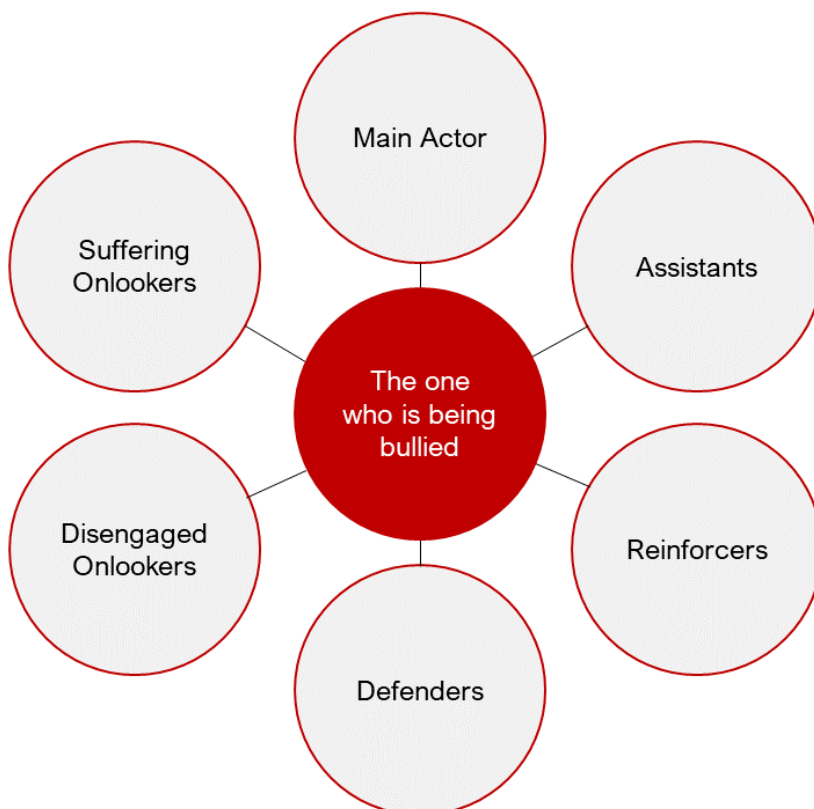 Main Actor
Suffering
Onlookers
Assistants
The one
who is being
bullied
Disengaged
Onlookers
Reinforcers
Defenders